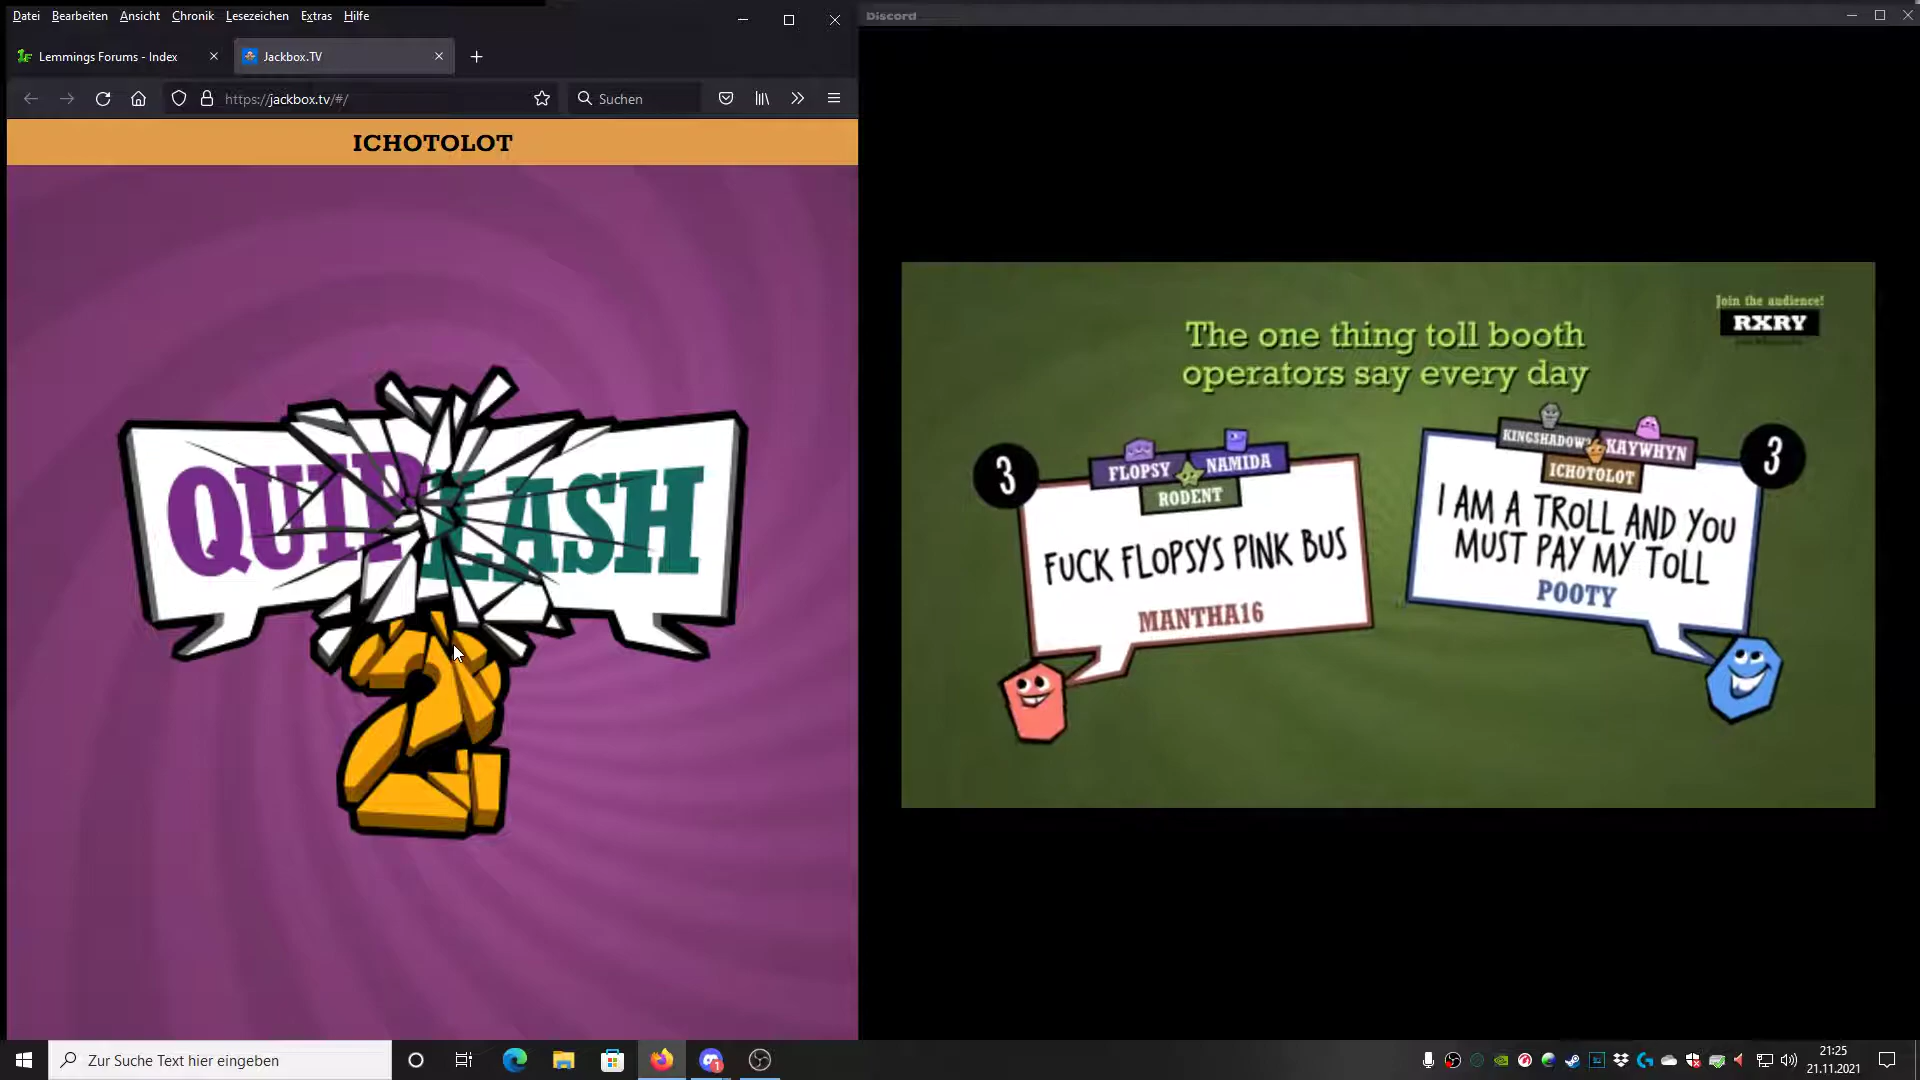 Datei Bearbeiten Ansicht Chronik Lesezeichen Extras Hilfe
Lemmings Forums - Index
Jackbox.TV
https://jackbox.tv/#/
Suchen
ICHOTOLOT
QUIPLASH
2
Discord
Join the audience!
RXRY
The one thing toll booth
operators say every day
3
FLOPSY
NAMIDA
RODENT
FUCK FLOPSYS PINK BUS
MANTHA16
KAYWHYN
ICHOTOLOT
3
I AM A TROLL AND YOU
MUST PAY MY TOLL
POOTY
Zur Suche Text hier eingeben
1
21:25
21.11.2021